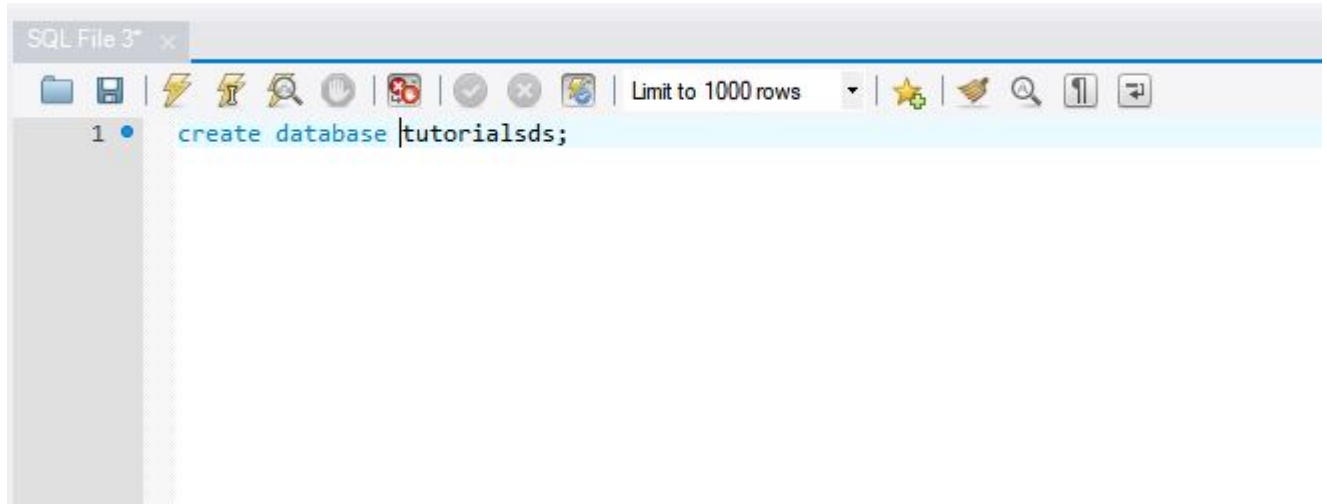 SQL File 3*
Limit to 1000 rows
1 create database tutorialsds;